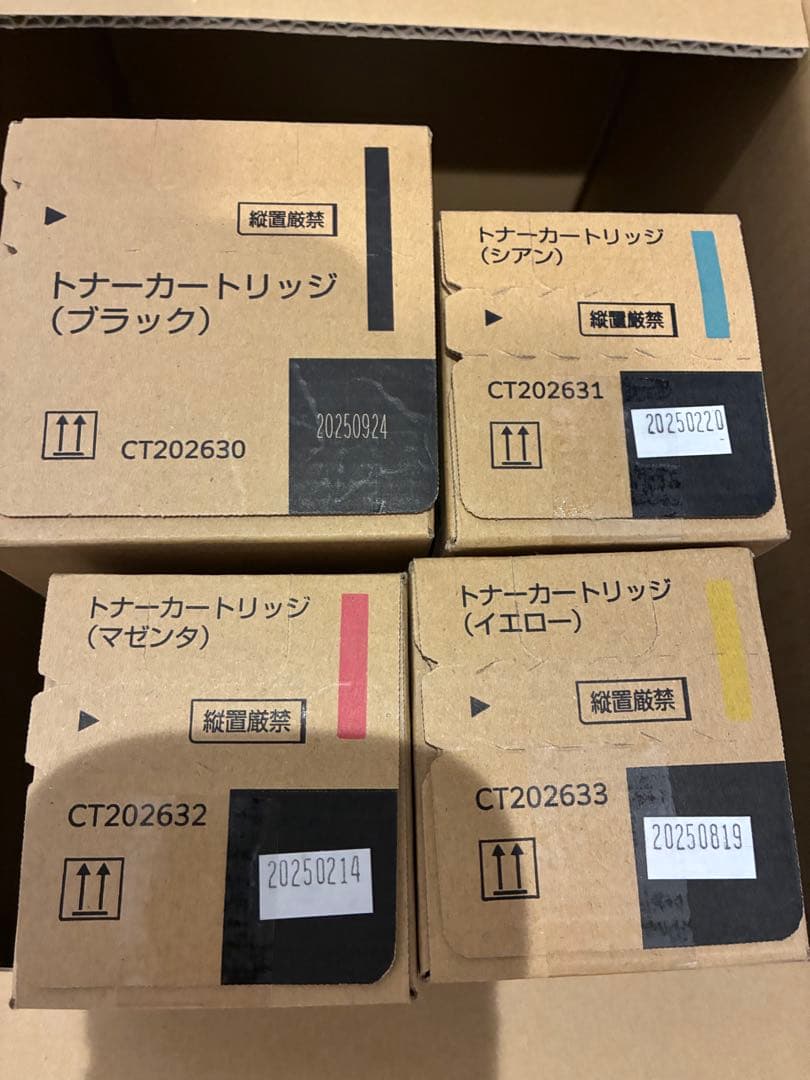 縦置厳禁
トナーカートリッジ
(ブラック)
CT202630
20250924
トナーカートリッジ
(シアン)
縦置厳禁
CT202631
20250220
トナーカートリッジ
(マゼンタ)
縦置厳禁
CT202632
20250214
トナーカートリッジ
(イエロー)
縦置厳禁
CT202633
20250819